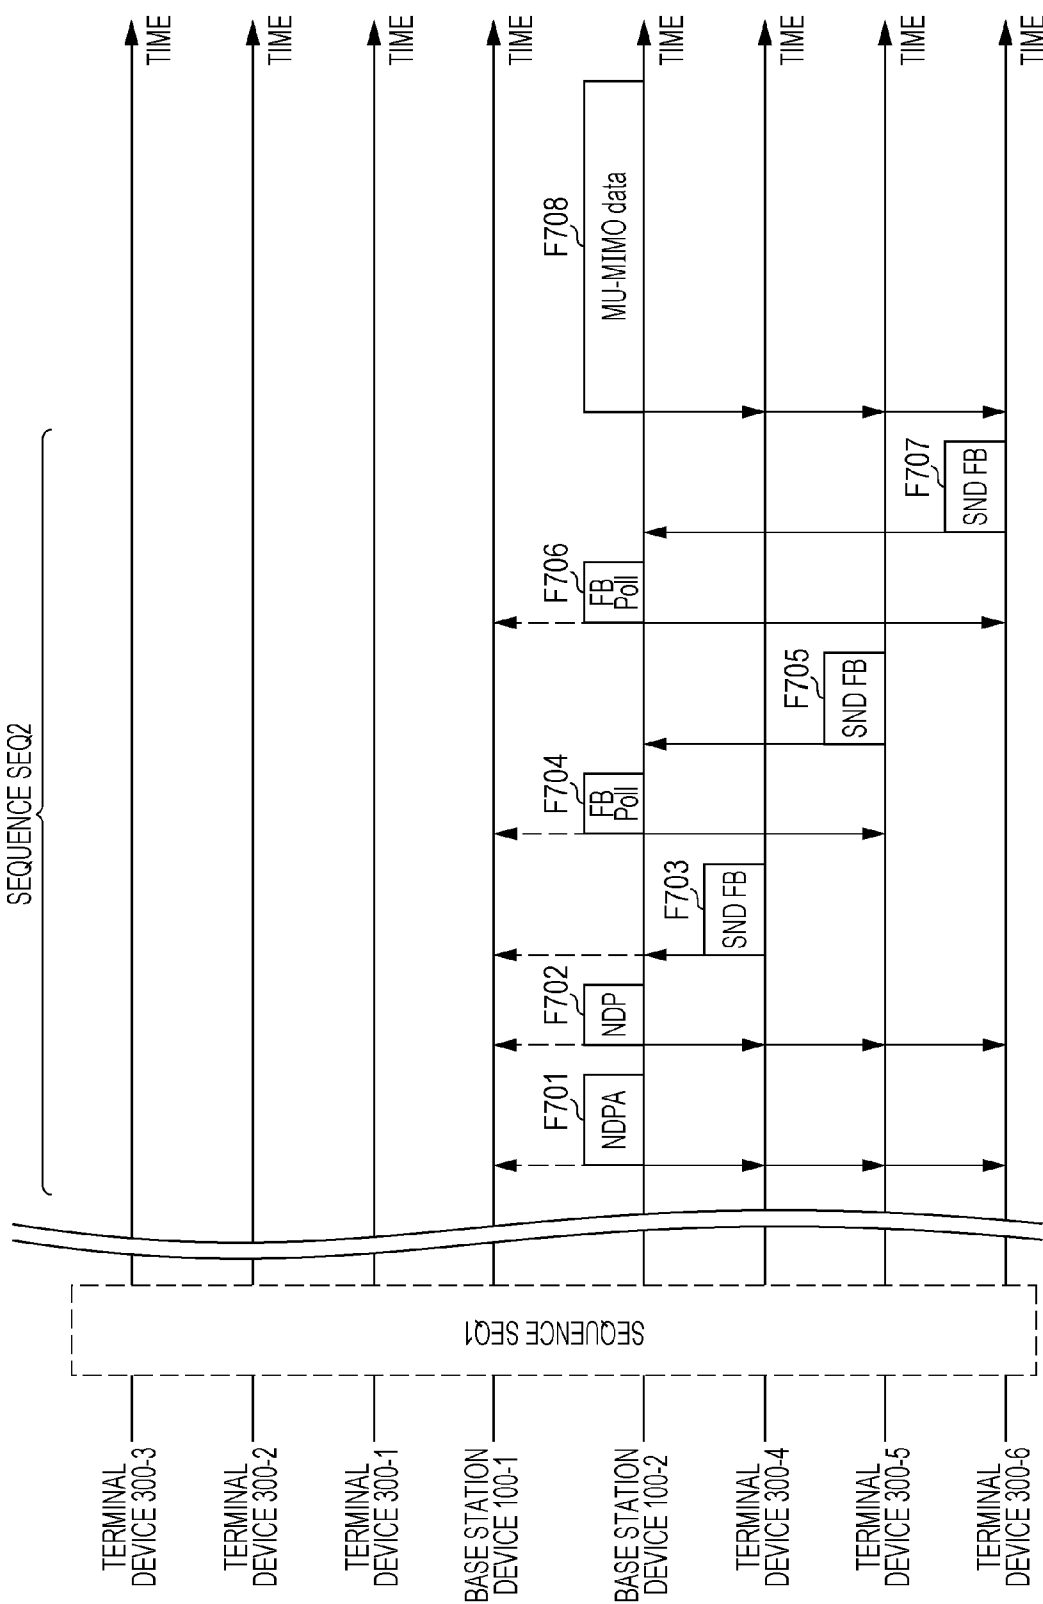 SEQUENCE SEQ2
TERMINAL
DEVICE 300-3
TIME
TERMINAL
DEVICE 300-2
TIME
TERMINAL
DEVICE 300-1
TIME
BASE STATION
DEVICE 100-1
TIME
SEQUENCE SEQ1
F701
NDPA
F702
NDP
F704
FB
Poll
F706
FB
Poll
F708
MU-MIMO data
BASE STATION
DEVICE 100-2
TIME
F703
SND FB
TERMINAL
DEVICE 300-4
TIME
F705
SND FB
TERMINAL
DEVICE 300-5
TIME
F707
SND FB
TERMINAL
DEVICE 300-6
TIME